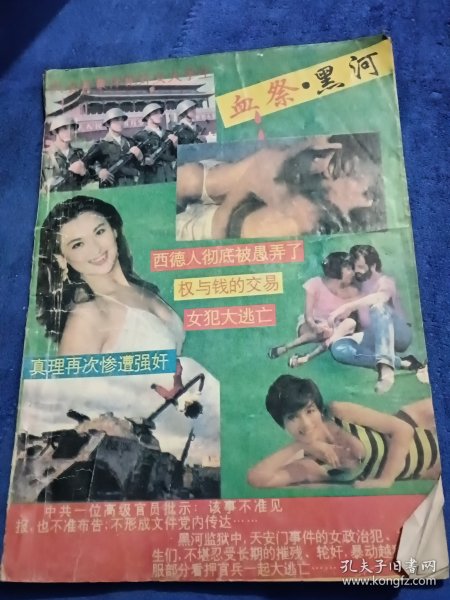 血祭·黑河
西德人彻底被愚弄了
权与钱的交易
女犯大逃亡
真理再次惨遭强奸
中共一位高级官员批示：该事不准见
报，也不准布告；不形成文件党内传达……
黑河监狱中，天安门事件的女政治犯、
生们，不堪忍受长期的摧残、轮奸，暴动越
服部分看押官兵一起大逃亡……
孔夫子旧书网
www.kongfz.com